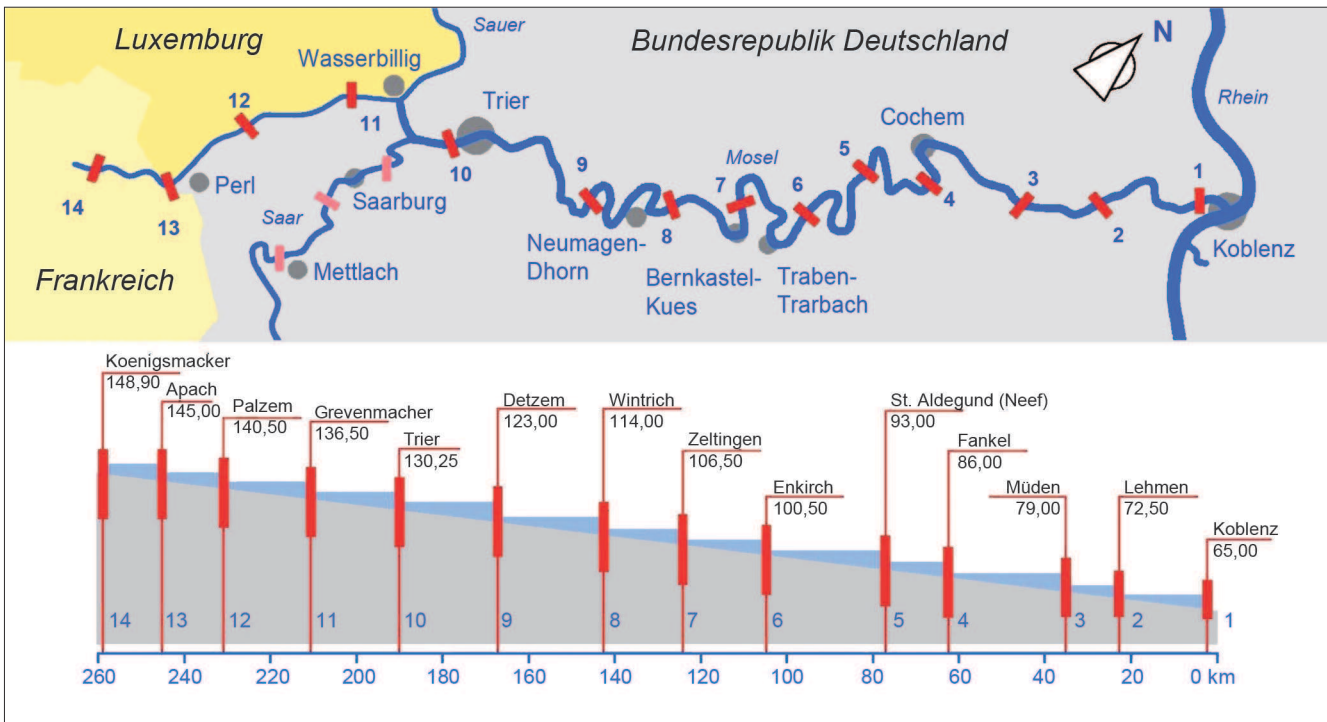 Luxemburg
Sauer
Bundesrepublik Deutschland
N
Wasserbillig
Rhein
12
11
Trier
10
Cochem
5
4
3
2
1
Mosel
9
8
7
6
14
13
Perl
Saarburg
Saar
Mettlach
Neumagen-
Dhorn
Bernkastel-
Kues
Traben-
Trarbach
Koblenz
Frankreich
Koenigsmacker
148,90
Apach
145,00
Palzem
140,50
Grevenmacher
136,50
Trier
130,25
Detzem
123,00
Wintrich
114,00
Zeltingen
106,50
Enkirch
100,50
St. Aldegund (Neef)
93,00
Fankel
86,00
Müden
79,00
Lehmen
72,50
Koblenz
65,00
14 13 12 11 10 9 8 7 6 5 4 3 2 1
260 240 220 200 180 160 140 120 100 80 60 40 20 0 km